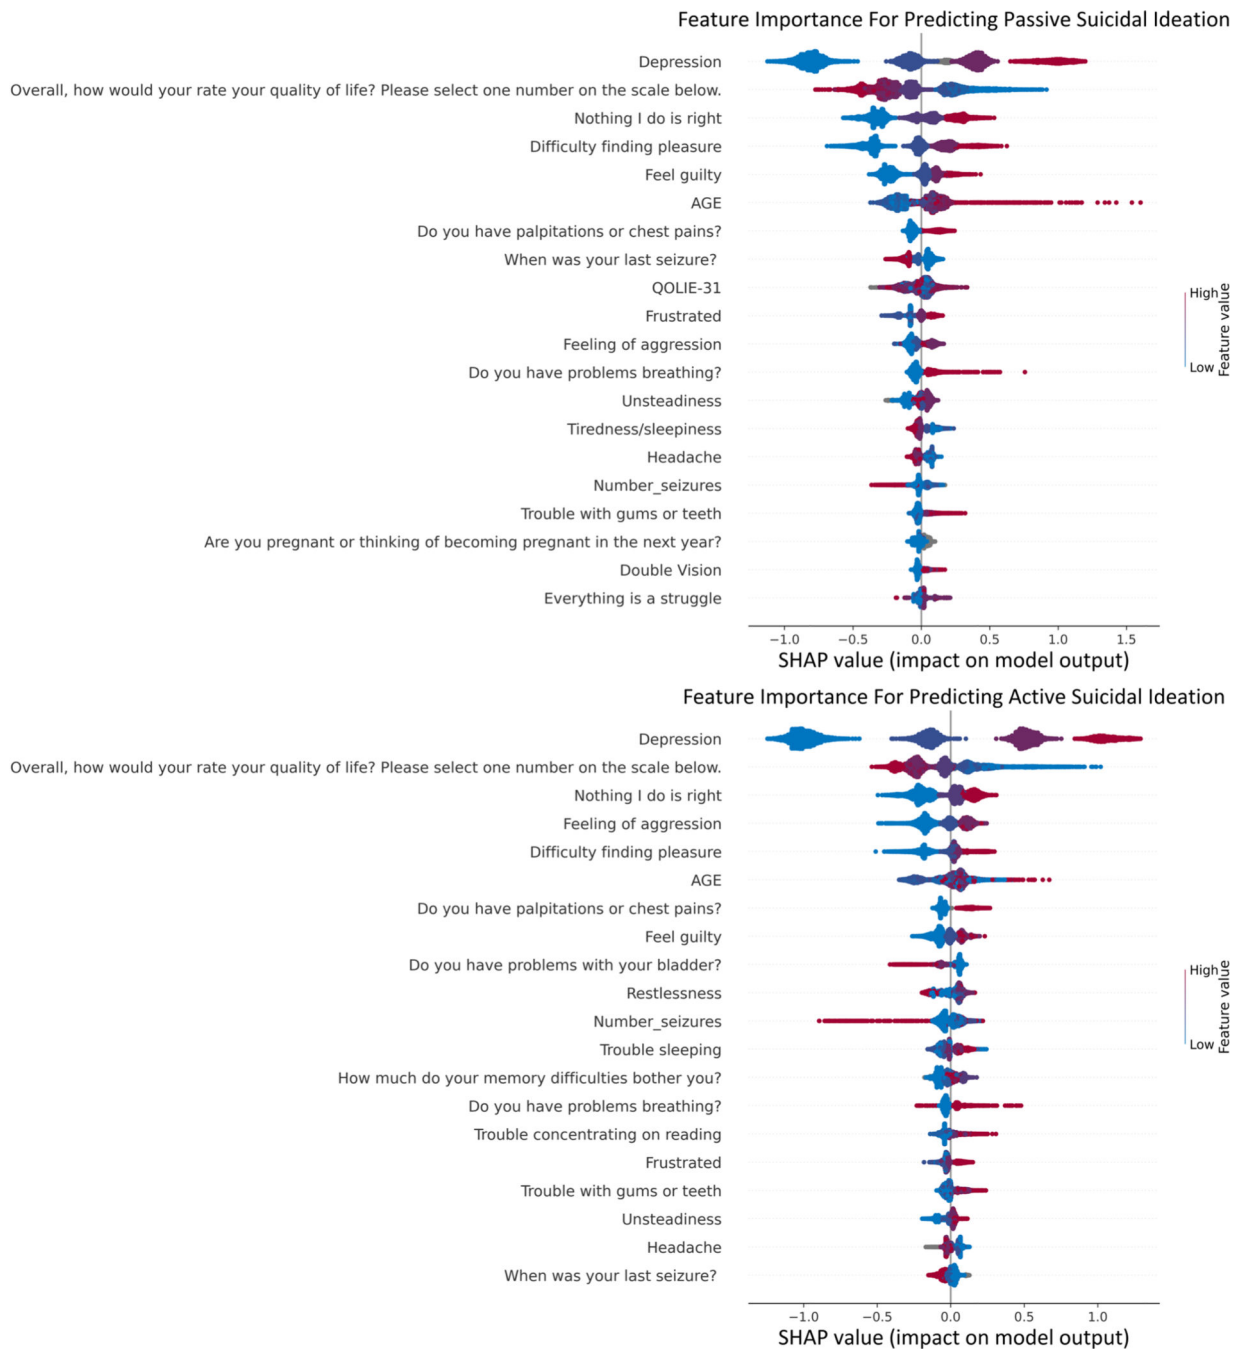 Feature Importance For Predicting Passive Suicidal Ideation
Depression
Overall, how would your rate your quality of life? Please select one number on the scale below.
Nothing I do is right
Difficulty finding pleasure
Feel guilty
AGE
Do you have palpitations or chest pains?
When was your last seizure?
QOLIE-31
Frustrated
Feeling of aggression
Do you have problems breathing?
Unsteadiness
Tiredness/sleepiness
Headache
Number_seizures
Trouble with gums or teeth
Are you pregnant or thinking of becoming pregnant in the next year?
Double Vision
Everything is a struggle
High
Low
Feature value
−1.0 −0.5 0.0 0.5 1.0 1.5
SHAP value (impact on model output)
Feature Importance For Predicting Active Suicidal Ideation
Depression
Overall, how would your rate your quality of life? Please select one number on the scale below.
Nothing I do is right
Feeling of aggression
Difficulty finding pleasure
AGE
Do you have palpitations or chest pains?
Feel guilty
Do you have problems with your bladder?
Restlessness
Number_seizures
Trouble sleeping
How much do your memory difficulties bother you?
Do you have problems breathing?
Trouble concentrating on reading
Frustrated
Trouble with gums or teeth
Unsteadiness
Headache
When was your last seizure?
High
Low
Feature value
−1.0 −0.5 0.0 0.5 1.0
SHAP value (impact on model output)